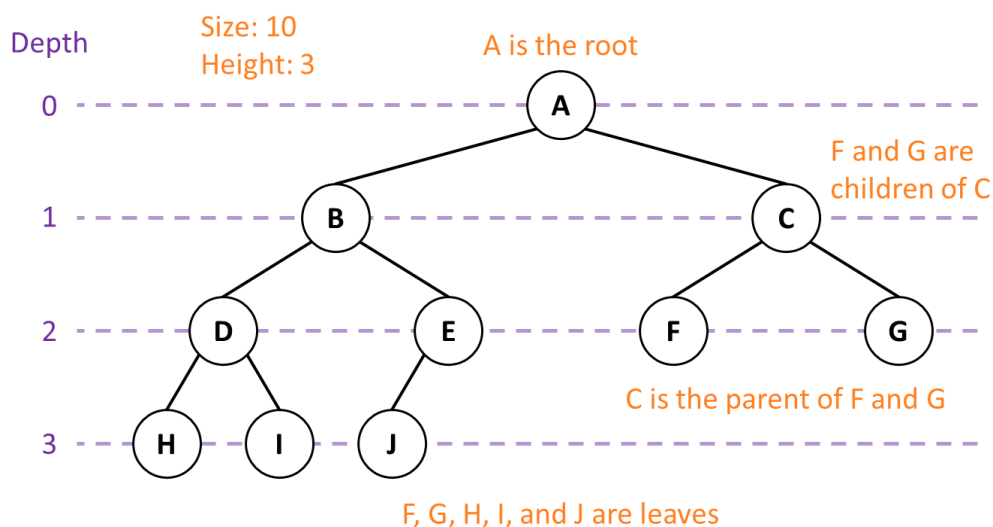 Size: 10
Depth
Height: 3
A is the root
0
A
F and G are
children of C
1
B
C
2
D
E
F
G
C is the parent of F and G
3
H
I
J
F, G, H, I, and J are leaves